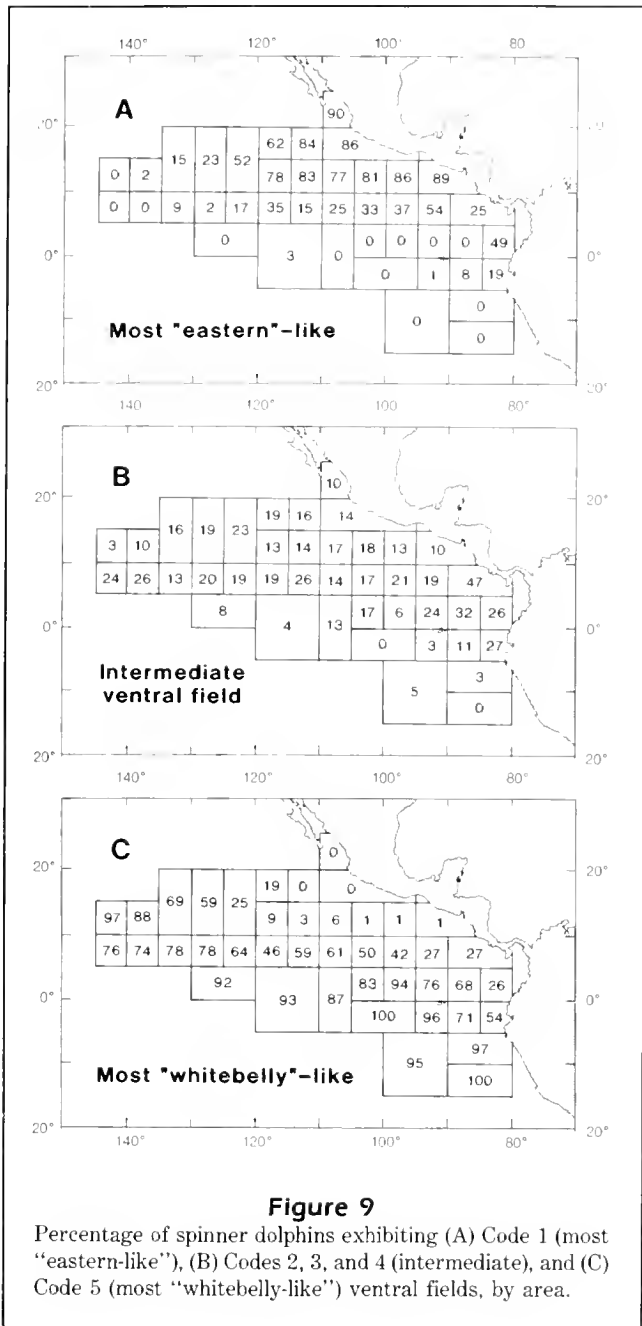 140° 120° 100° 80°
A
90
62 84 86
15 23 52
0 2 78 83 77 81 86 89
0 0 9 2 17 35 15 25 33 37 54 25
0 3 0 0 0 0 0 49
0°
0°
0 1 8 19
0
0 0
Most "eastern"-like
20°
20°
140° 120° 100° 80°
B
20°
20°
10
19 16 14
16 19 23
3 10 13 14 17 18 13 10
24 26 13 20 19 19 26 14 17 21 19 47
8 4 13 17 6 24 32 26
0°
0°
0 3 11 27
Intermediate
ventral field
5
3
0
20°
20°
C
20°
20°
0
19 0 0
69 59 25
97 88 9 3 6 1 1 1
76 74 78 78 64 46 59 61 50 42 27 27
92 93 87 83 94 76 68 26
0°
0°
100 96 71 54
Most "whitebelly"-like
95
97
100
20°
20°
140° 120° 100° 80°
Figure 9
Percentage of spinner dolphins exhibiting (A) Code 1 (most
"eastern-like"), (B) Codes 2, 3, and 4 (intermediate), and (C)
Code 5 (most "whitebelly-like") ventral fields, by area.